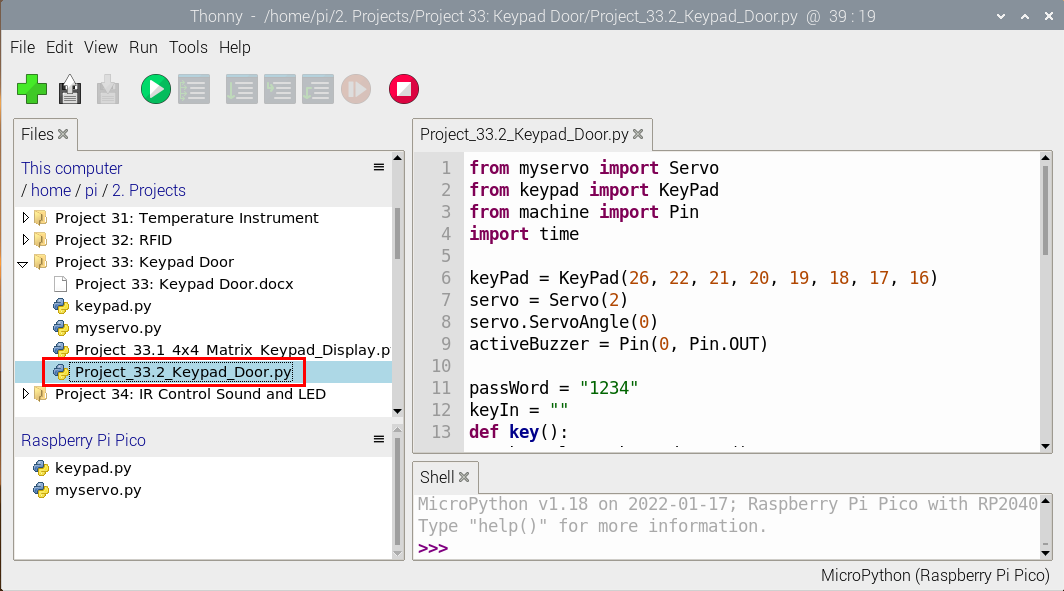 Thonny - /home/pi/2. Projects/Project 33: Keypad Door/Project_33.2_Keypad_Door.py @ 39 : 19
File Edit View Run Tools Help
Files
This computer
/ home / pi / 2. Projects
Project 31: Temperature Instrument
Project 32: RFID
Project 33: Keypad Door
Project 33: Keypad Door.docx
keypad.py
myservo.py
Project_33.1_4x4_Matrix_Keypad_Display.p
Project_33.2_Keypad_Door.py
Project 34: IR Control Sound and LED
Raspberry Pi Pico
keypad.py
myservo.py
Project_33.2_Keypad_Door.py
1 from myservo import Servo
2 from keypad import KeyPad
3 from machine import Pin
4 import time
5
6 keyPad = KeyPad(26, 22, 21, 20, 19, 18, 17, 16)
7 servo = Servo(2)
8 servo.ServoAngle(0)
9 activeBuzzer = Pin(0, Pin.OUT)
10
11 passWord = "1234"
12 keyIn = ""
13 def key():
Shell
MicroPython v1.18 on 2022-01-17; Raspberry Pi Pico with RP2040
Type "help()" for more information.
>>>
MicroPython (Raspberry Pi Pico)